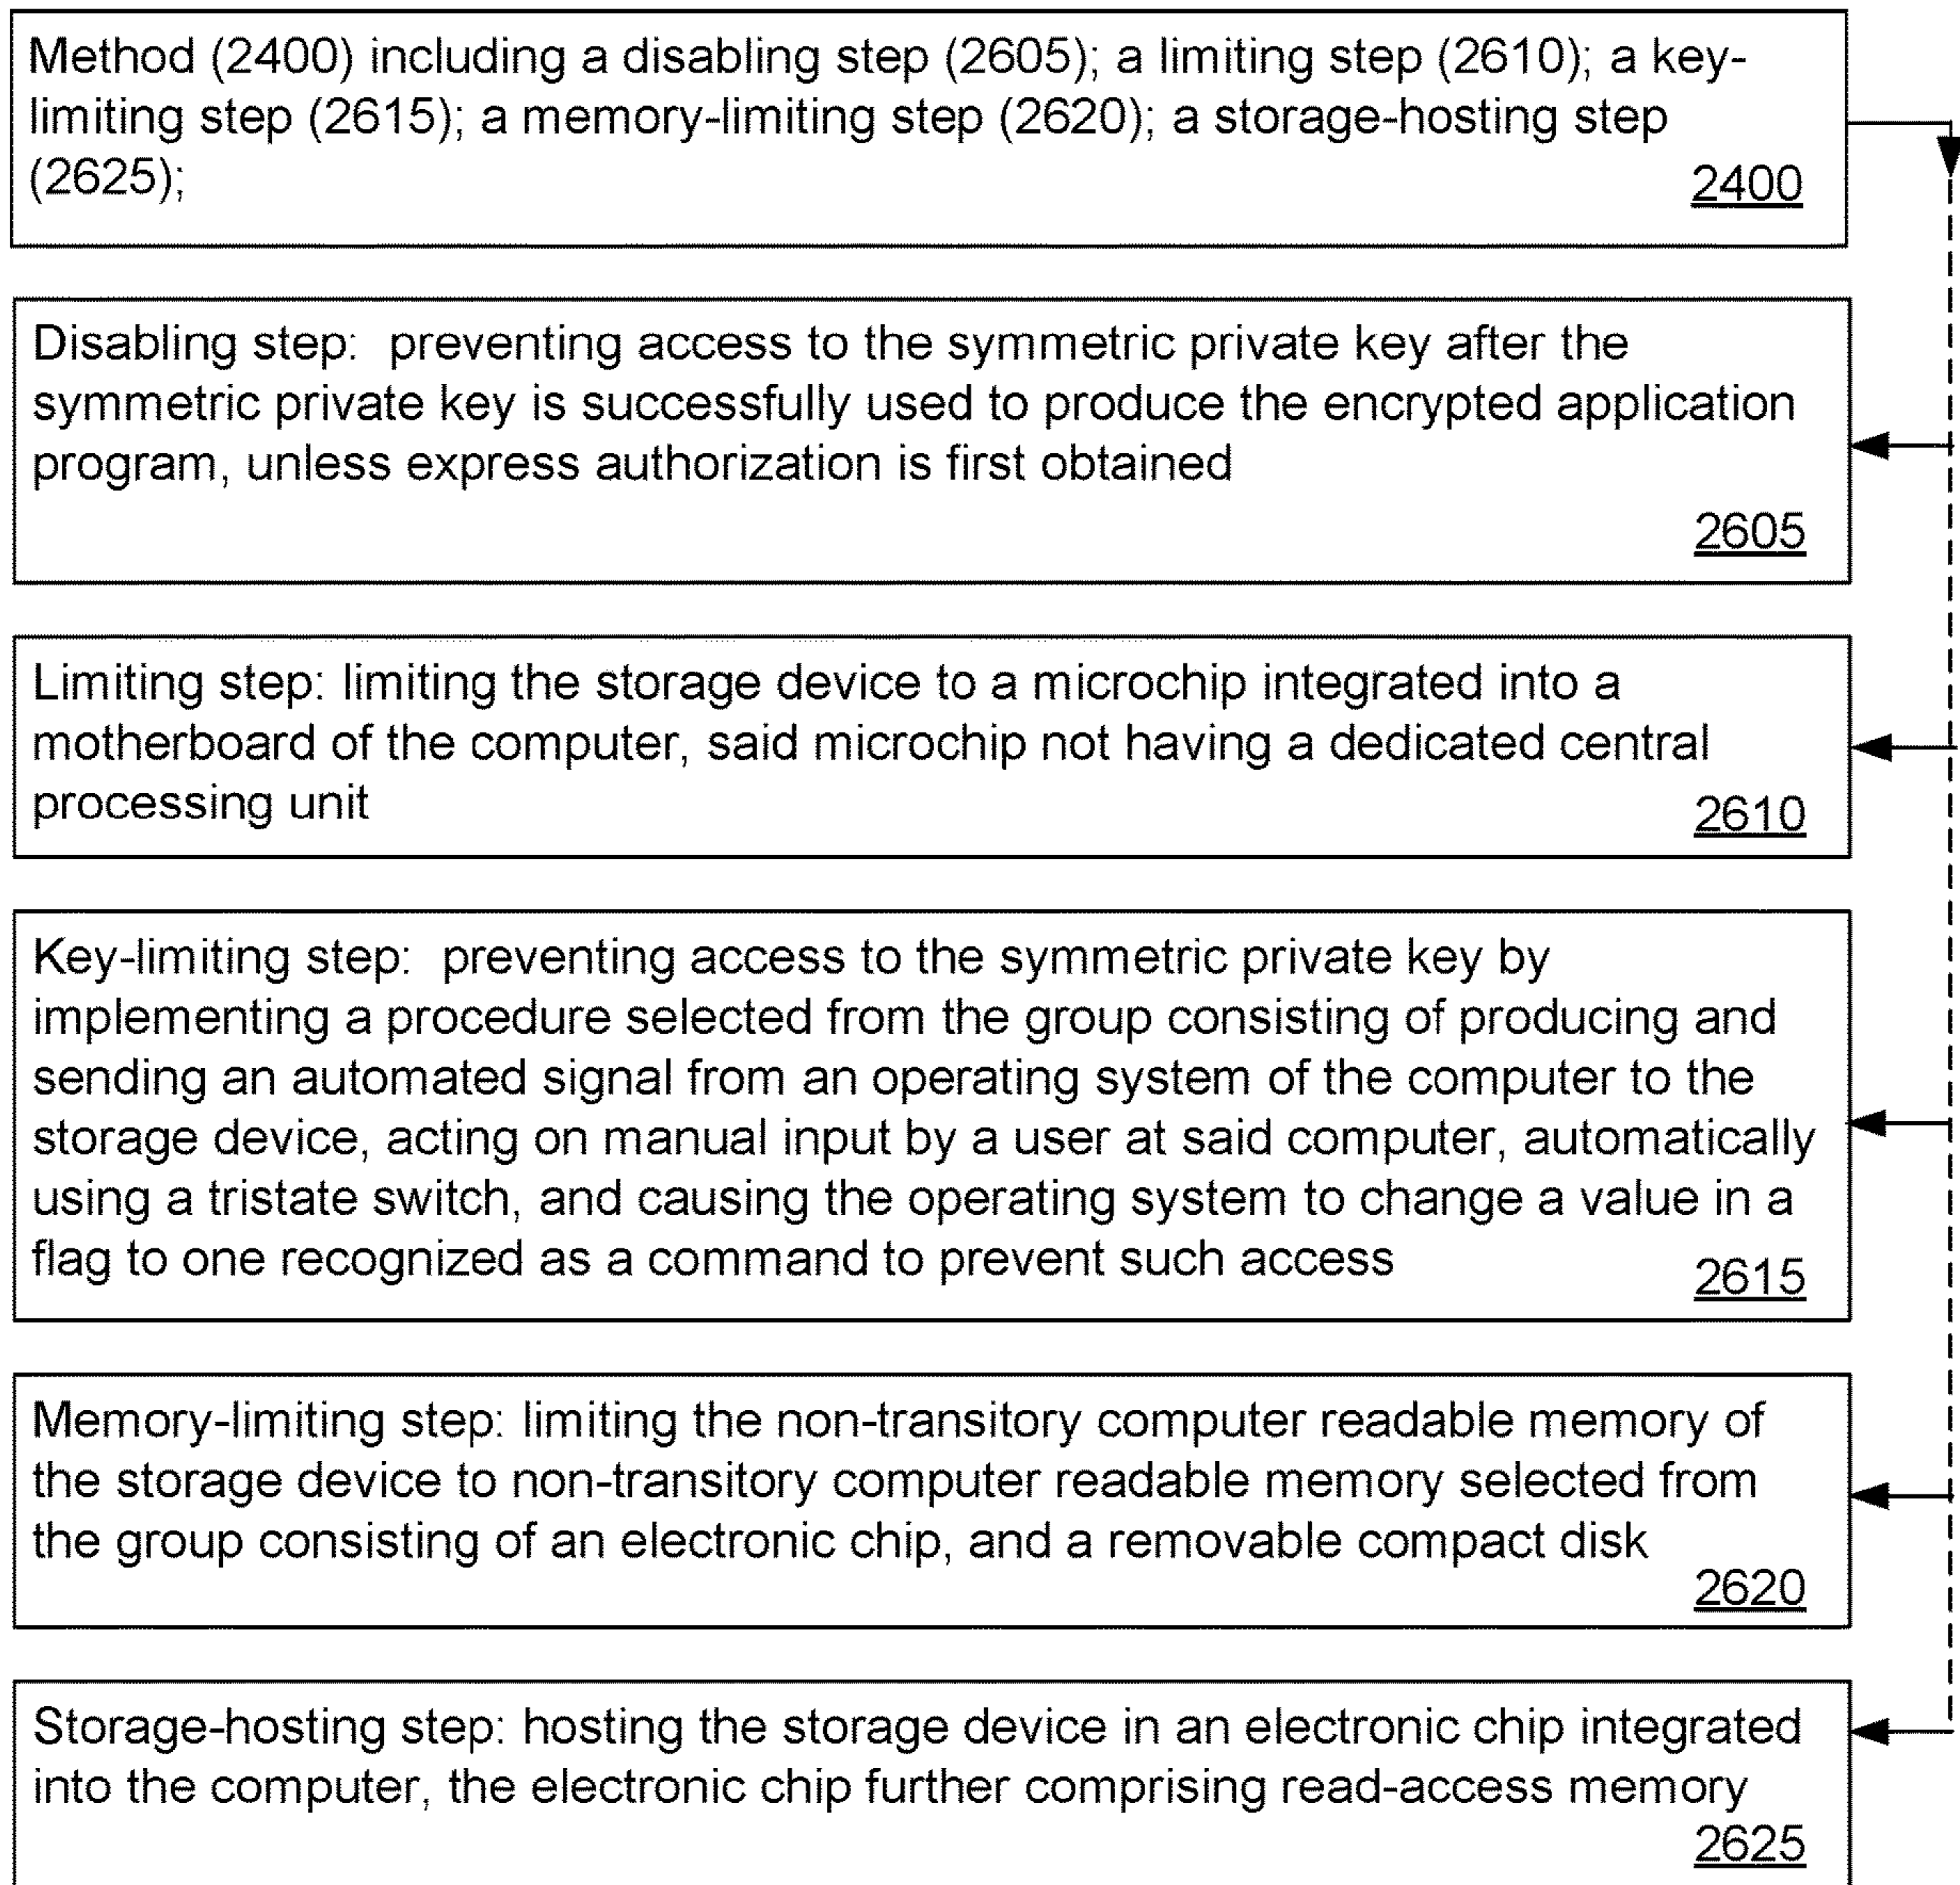 Method (2400) including a disabling step (2605); a limiting step (2610); a key-
limiting step (2615); a memory-limiting step (2620); a storage-hosting step
(2625);
2400
Disabling step:  preventing access to the symmetric private key after the
symmetric private key is successfully used to produce the encrypted application
program, unless express authorization is first obtained
2605
Limiting step: limiting the storage device to a microchip integrated into a
motherboard of the computer, said microchip not having a dedicated central
processing unit
2610
Key-limiting step:  preventing access to the symmetric private key by
implementing a procedure selected from the group consisting of producing and
sending an automated signal from an operating system of the computer to the
storage device, acting on manual input by a user at said computer, automatically
using a tristate switch, and causing the operating system to change a value in a
flag to one recognized as a command to prevent such access
2615
Memory-limiting step: limiting the non-transitory computer readable memory of
the storage device to non-transitory computer readable memory selected from
the group consisting of an electronic chip, and a removable compact disk
2620
Storage-hosting step: hosting the storage device in an electronic chip integrated
into the computer, the electronic chip further comprising read-access memory
2625